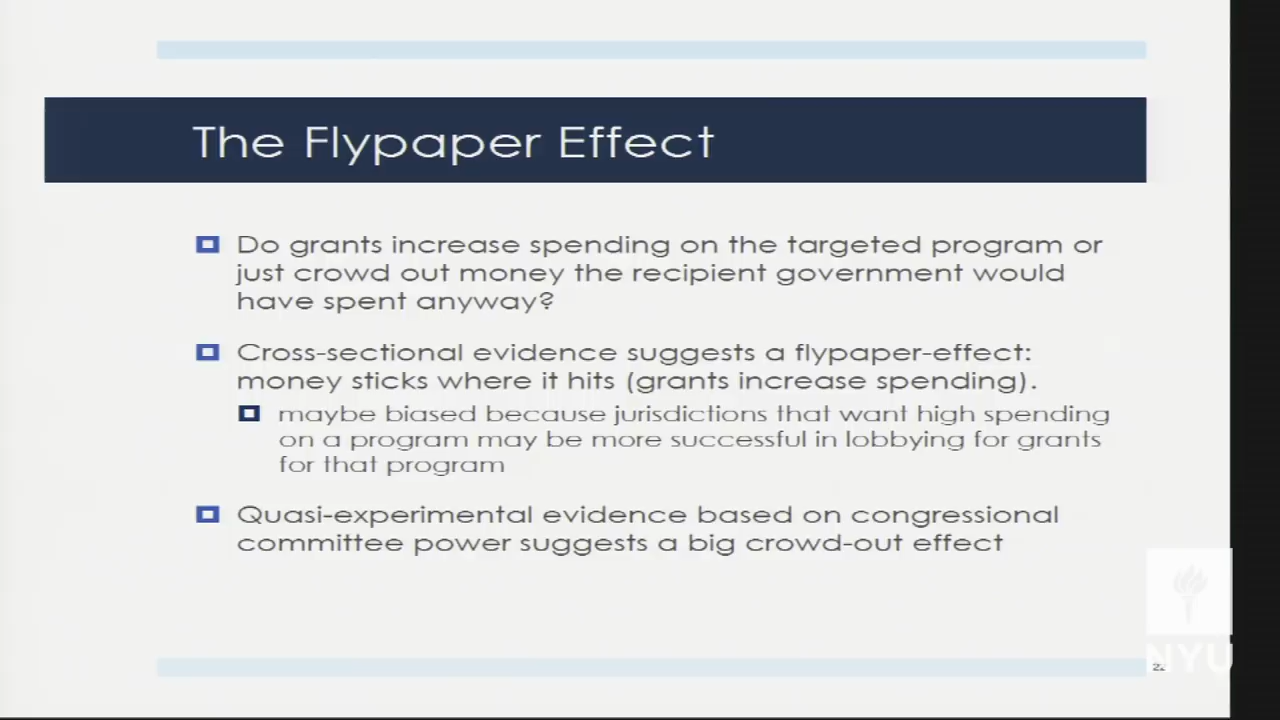 The Flypaper Effect
Do grants increase spending on the targeted program or
just crowd out money the recipient government would
have spent anyway?
Cross-sectional evidence suggests a flypaper-effect:
money sticks where it hits (grants increase spending).
maybe biased because jurisdictions that want high spending
on a program may be more successful in lobbying for grants
for that program
Quasi-experimental evidence based on congressional
committee power suggests a big crowd-out effect
NYU
22